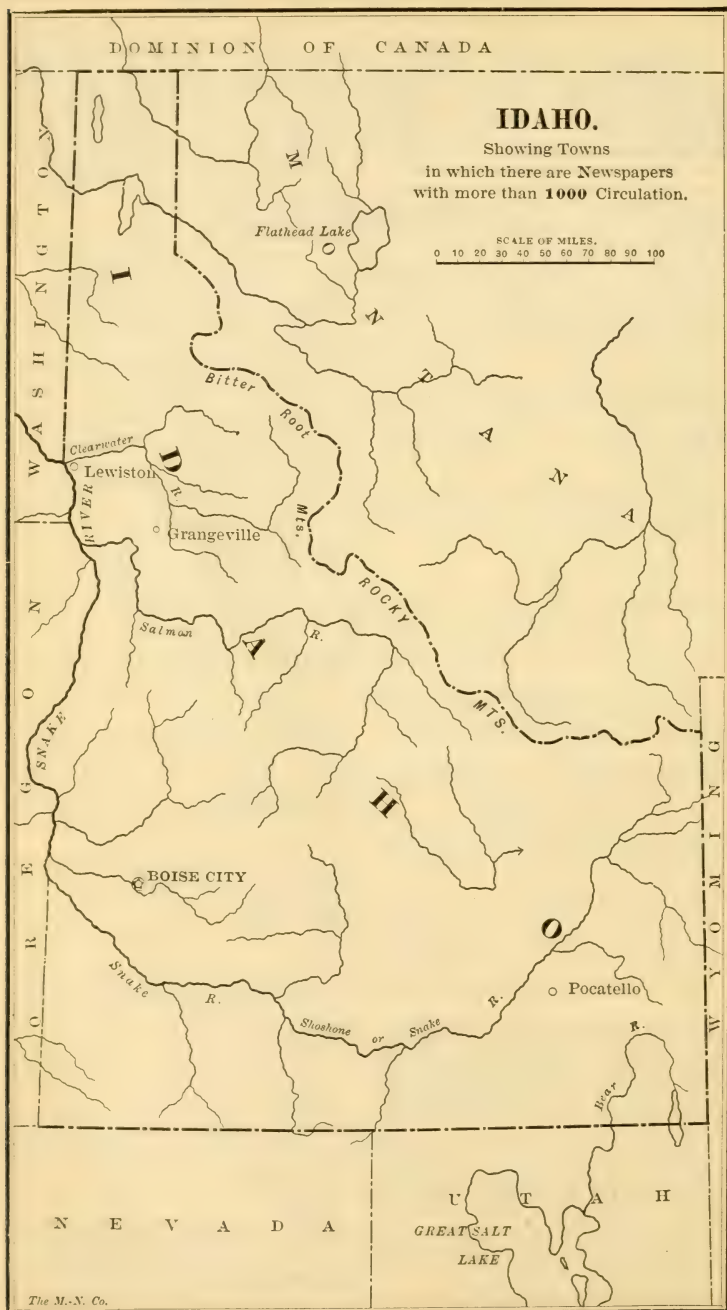 DOMINION OF CANADA
IDAHO.
Showing Towns
in which there are Newspapers
with more than 1000 Circulation.
SCALE OF MILES.
0 10 20 30 40 50 60 70 80 90 100
WASHINGTON
MONTANA
Flathead Lake
IDAHO
Bitter Root Mts.
Clearwater R.
Lewiston
RIVER
Grangeville
ROCKY MTS.
Salmon R.
OREGON
SNAKE
WYOMING
BOISE CITY
Snake R.
Pocatello
Shoshone or Snake R.
Bear R.
NEVADA
UTAH
GREAT SALT
LAKE
The M.-N. Co.